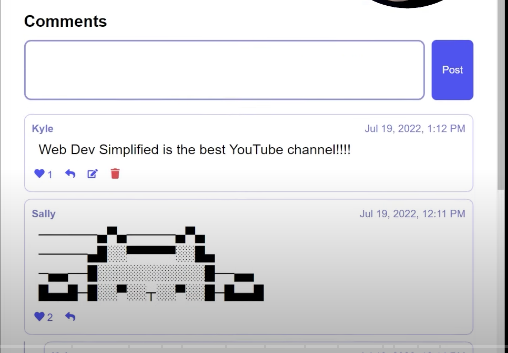 Comments
Post
Kyle
Jul 19, 2022, 1:12 PM
Web Dev Simplified is the best YouTube channel!!!!
1
Sally
Jul 19, 2022, 12:11 PM
──────▄▀▄─────▄▀▄
─────▄█░░▀▀▀▀▀░░█▄
─▄▄──█░░░░░░░░░░░█──▄▄
█▄▄█─█░░▀░░┬░░▀░░█─█▄▄█
2